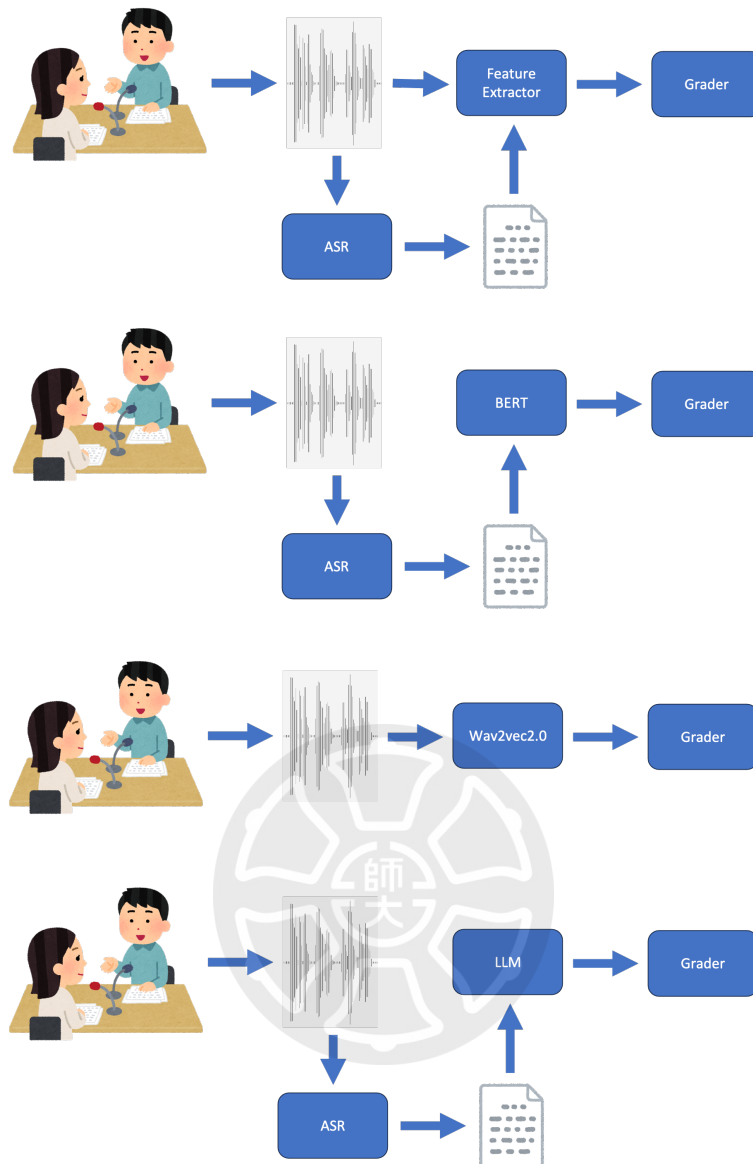 Feature
Extractor
Grader
ASR
BERT
Grader
ASR
Wav2vec2.0
Grader
師
大
LLM
Grader
ASR